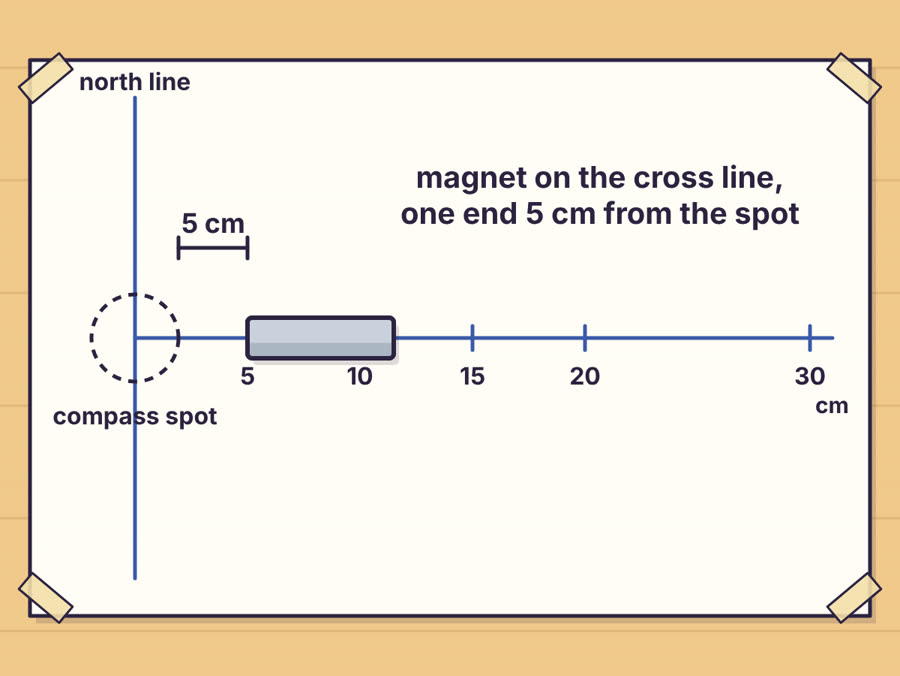 north line
magnet on the cross line,
one end 5 cm from the spot
5 cm
5 10 15 20 30
cm
compass spot